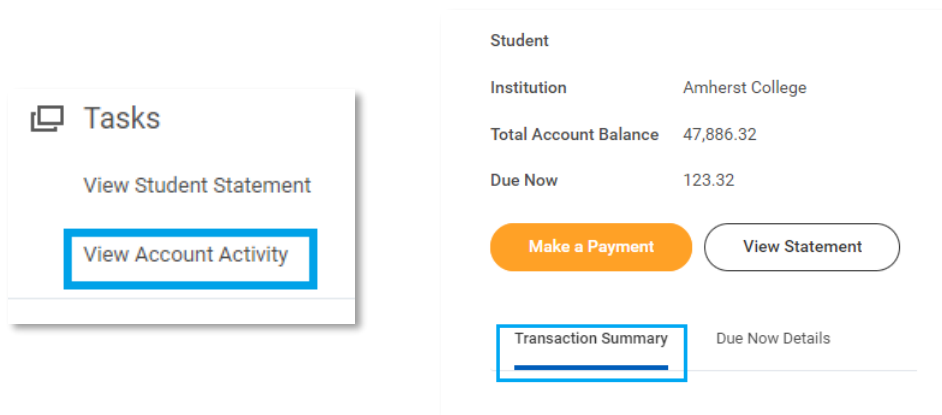 Tasks
View Student Statement
View Account Activity
Student
Institution Amherst College
Total Account Balance 47,886.32
Due Now 123.32
Make a Payment View Statement
Transaction Summary Due Now Details